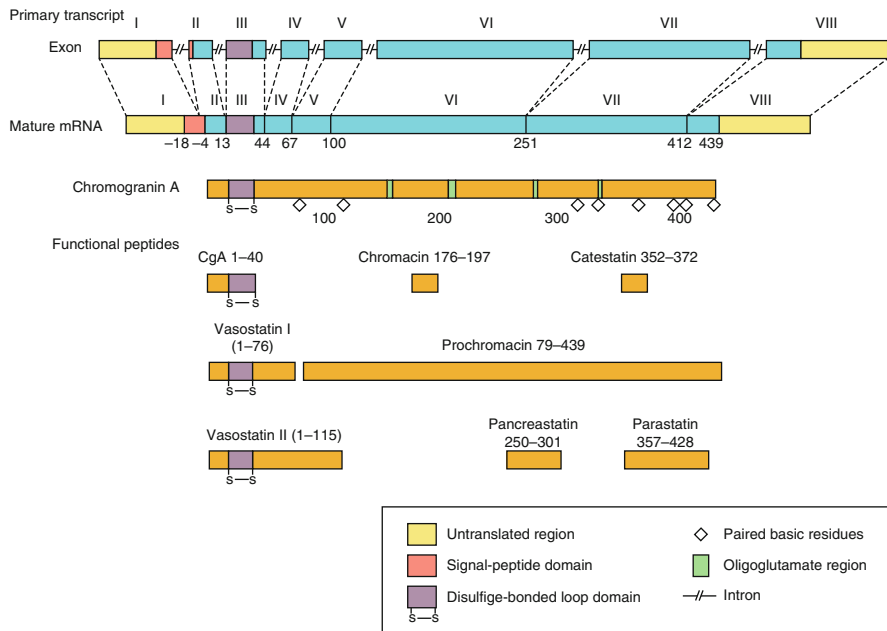 Primary transcript
I II III IV V VI VII VIII
Exon
I II III IV V VI VII VIII
Mature mRNA
–18 –4 13 44 67 100 251 412 439
Chromogranin A
S S
100 200 300 400
Functional peptides
CgA 1–40 Chromacin 176–197 Catestatin 352–372
S S
Vasostatin I
(1–76) Prochromacin 79–439
S S
Pancreastatin Parastatin
Vasostatin II (1–115) 250–301 357–428
S S
Untranslated region Paired basic residues
Signal-peptide domain Oligoglutamate region
Disulfige-bonded loop domain Intron
S S